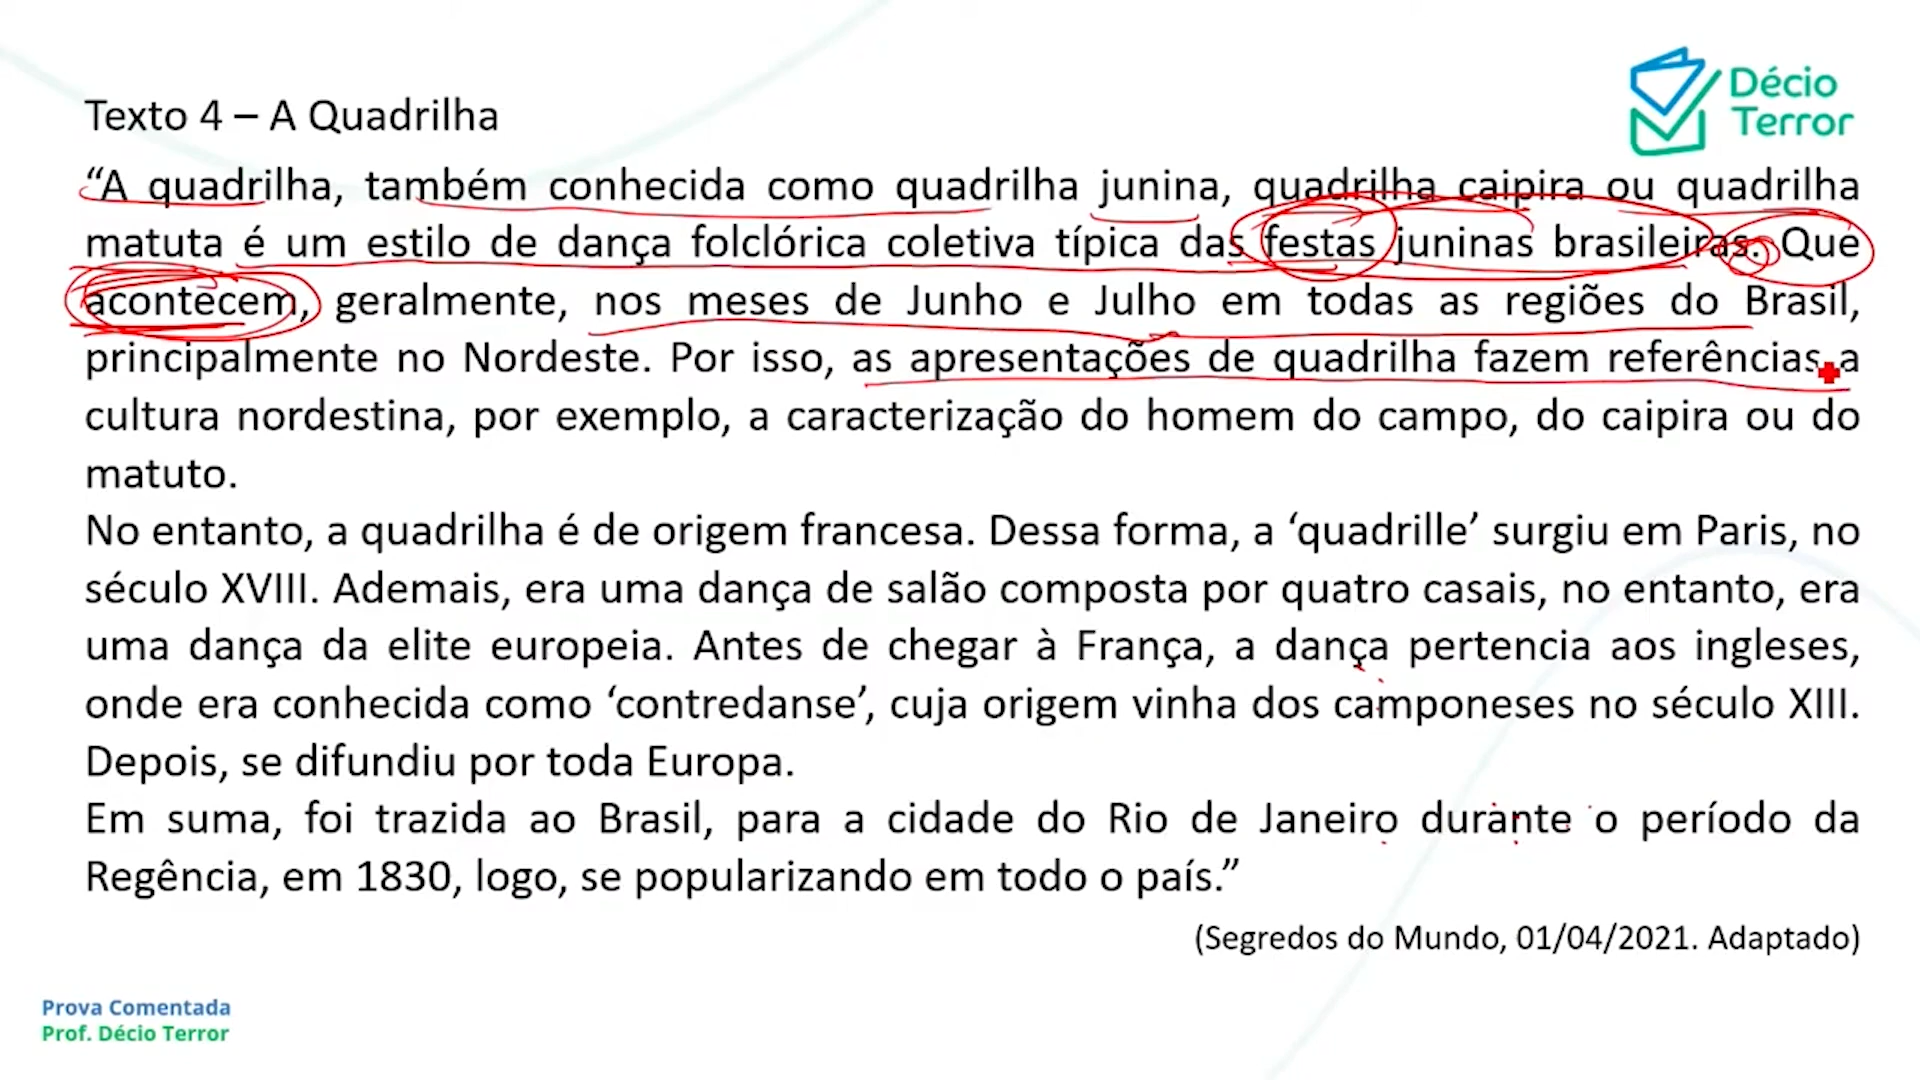 Décio
Terror
Texto 4 – A Quadrilha
“A quadrilha, também conhecida como quadrilha junina, quadrilha caipira ou quadrilha
matuta é um estilo de dança folclórica coletiva típica das festas juninas brasileiras. Que
acontecem, geralmente, nos meses de Junho e Julho em todas as regiões do Brasil,
principalmente no Nordeste. Por isso, as apresentações de quadrilha fazem referências a
cultura nordestina, por exemplo, a caracterização do homem do campo, do caipira ou do
matuto.
No entanto, a quadrilha é de origem francesa. Dessa forma, a ‘quadrille’ surgiu em Paris, no
século XVIII. Ademais, era uma dança de salão composta por quatro casais, no entanto, era
uma dança da elite europeia. Antes de chegar à França, a dança pertencia aos ingleses,
onde era conhecida como ‘contredanse’, cuja origem vinha dos camponeses no século XIII.
Depois, se difundiu por toda Europa.
Em suma, foi trazida ao Brasil, para a cidade do Rio de Janeiro durante o período da
Regência, em 1830, logo, se popularizando em todo o país.”
(Segredos do Mundo, 01/04/2021. Adaptado)
Prova Comentada
Prof. Décio Terror